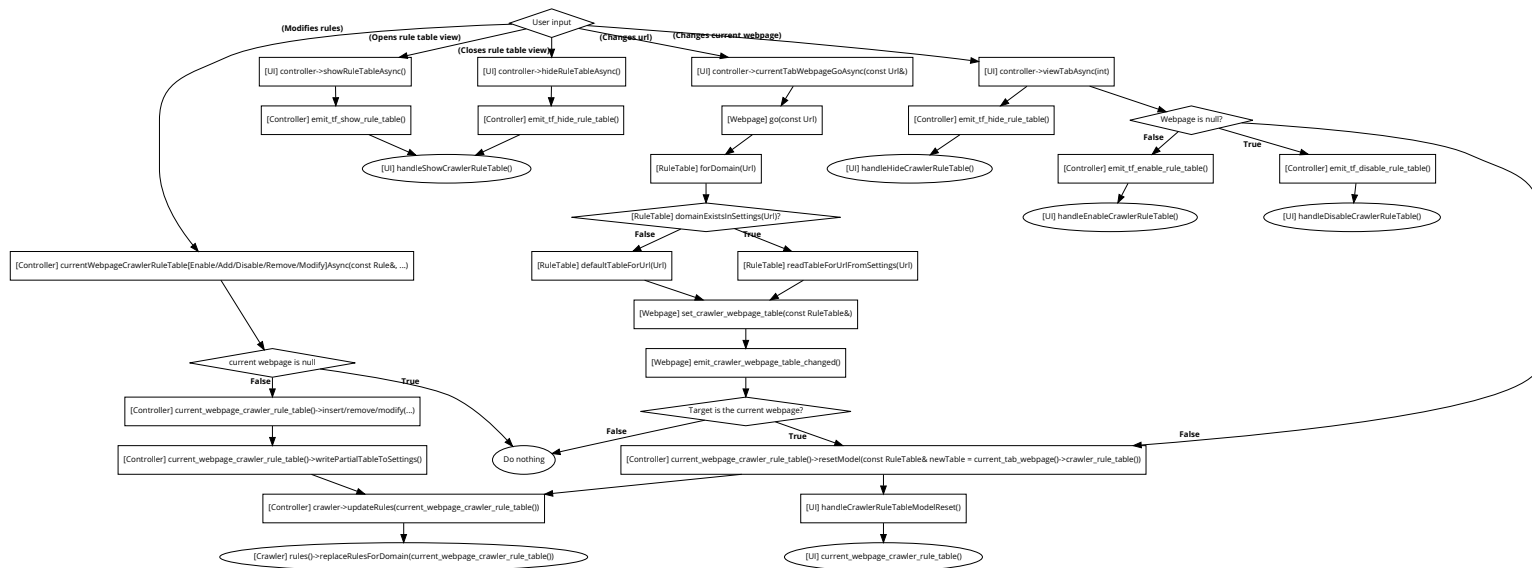 User input
(Modifies rules)
(Opens rule table view)
(Closes rule table view)
(Changes url)
(Changes current webpage)
[UI] controller->showRuleTableAsync()
[UI] controller->hideRuleTableAsync()
[UI] controller->currentTabWebpageGoAsync(const Url&)
[UI] controller->viewTabAsync(int)
[Controller] emit_tf_show_rule_table()
[Controller] emit_tf_hide_rule_table()
[Webpage] go(const Url)
[Controller] emit_tf_hide_rule_table()
Webpage is null?
False
True
[UI] handleShowCrawlerRuleTable()
[RuleTable] forDomain(Url)
[UI] handleHideCrawlerRuleTable()
[Controller] emit_tf_enable_rule_table()
[Controller] emit_tf_disable_rule_table()
[RuleTable] domainExistsInSettings(Url)?
[UI] handleEnableCrawlerRuleTable()
[UI] handleDisableCrawlerRuleTable()
False
True
[Controller] currentWebpageCrawlerRuleTable[Enable/Add/Disable/Remove/Modify]Async(const Rule&, ...)
[RuleTable] defaultTableForUrl(Url)
[RuleTable] readTableForUrlFromSettings(Url)
[Webpage] set_crawler_webpage_table(const RuleTable&)
current webpage is null
[Webpage] emit_crawler_webpage_table_changed()
False
True
[Controller] current_webpage_crawler_rule_table()->insert/remove/modify(...)
Target is the current webpage?
False
True
False
[Controller] current_webpage_crawler_rule_table()->writePartialTableToSettings()
Do nothing
[Controller] current_webpage_crawler_rule_table()->resetModel(const RuleTable& newTable = current_tab_webpage()->crawler_rule_table())
[Controller] crawler->updateRules(current_webpage_crawler_rule_table())
[UI] handleCrawlerRuleTableModelReset()
[Crawler] rules()->replaceRulesForDomain(current_webpage_crawler_rule_table())
[UI] current_webpage_crawler_rule_table()